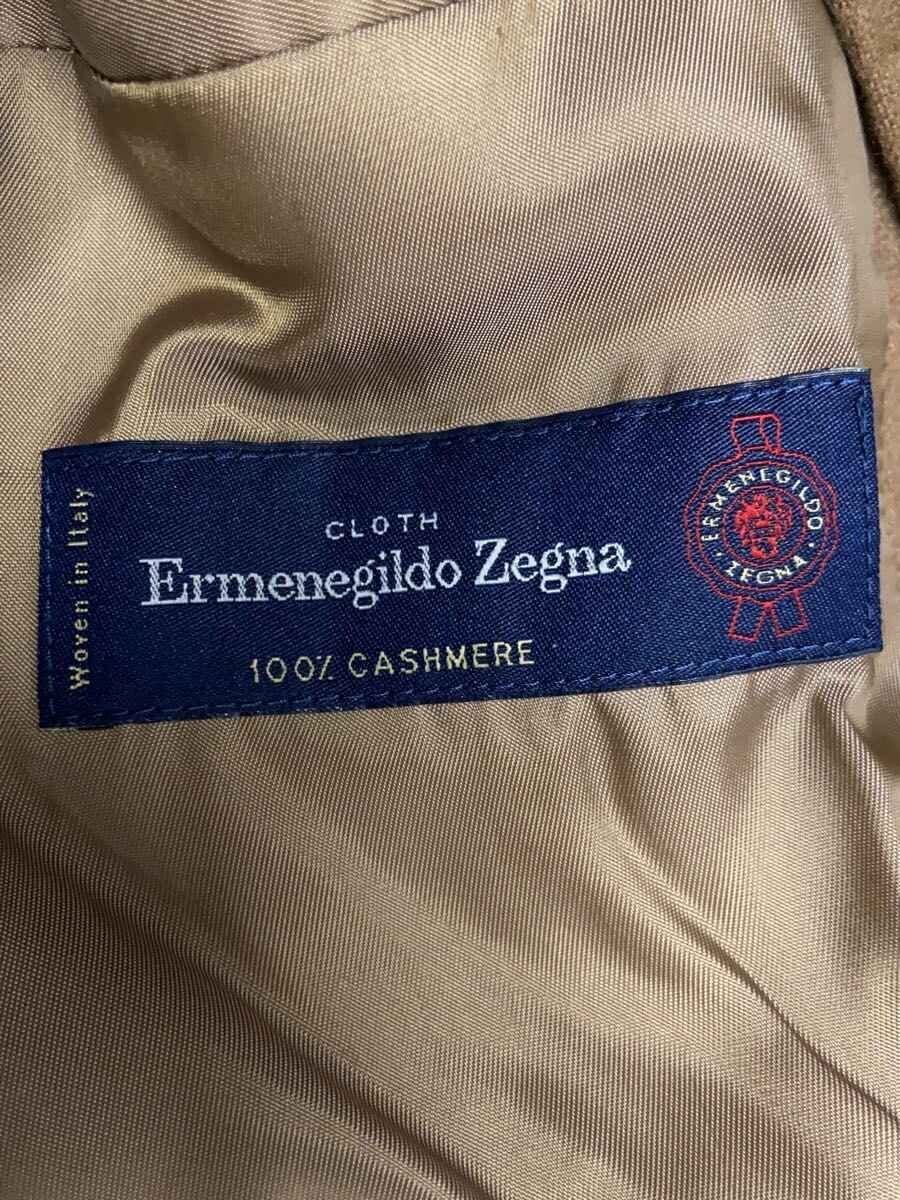 Woven in Italy
CLOTH
Ermenegildo Zegna
100% CASHMERE
ERMENEGILDO
· ZEGNA ·